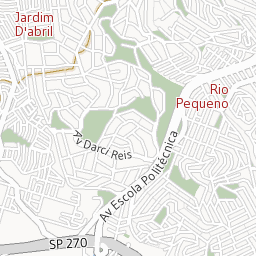 Jardim
D'abril
Rio
Pequeno
Av Darci Reis
Av Escola Politécnica
SP 270